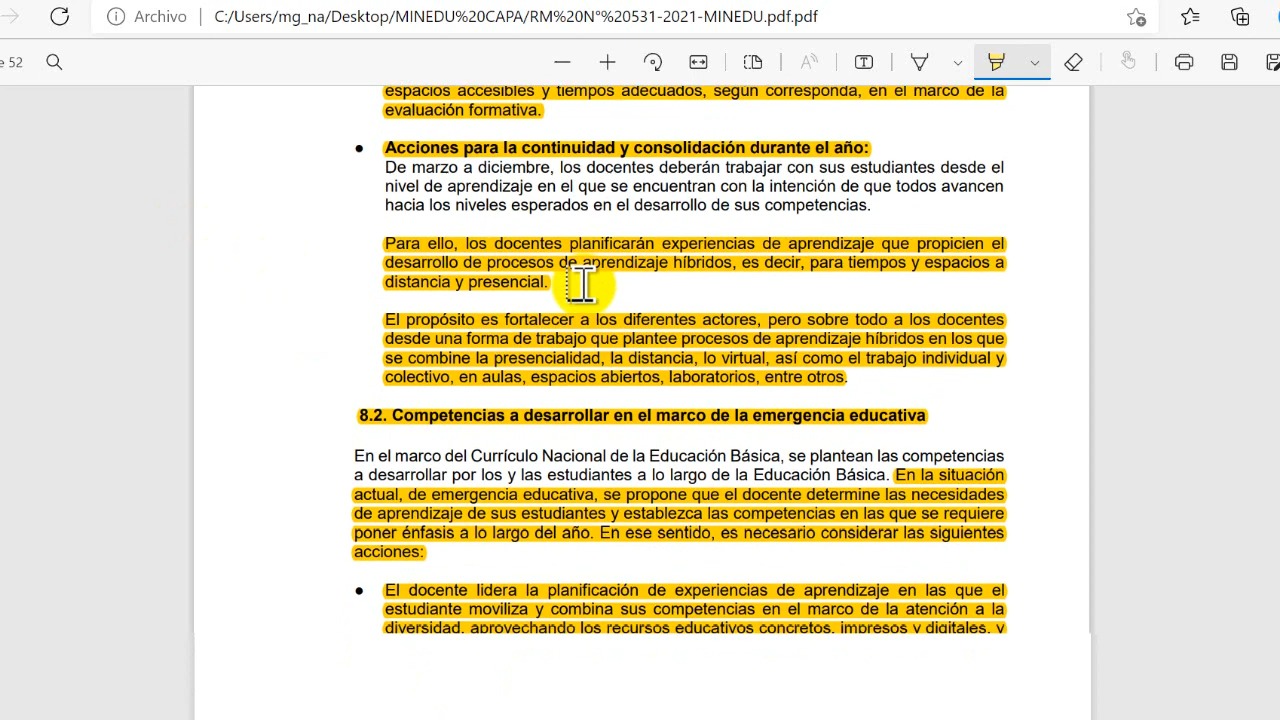 Archivo C:/Users/mg_na/Desktop/MINEDU%20CAPA/RM%20N°%20531-2021-MINEDU.pdf.pdf
e 52
espacios accesibles y tiempos adecuados, según corresponda, en el marco de la
evaluación formativa.
● Acciones para la continuidad y consolidación durante el año:
De marzo a diciembre, los docentes deberán trabajar con sus estudiantes desde el
nivel de aprendizaje en el que se encuentran con la intención de que todos avancen
hacia los niveles esperados en el desarrollo de sus competencias.
Para ello, los docentes planificarán experiencias de aprendizaje que propicien el
desarrollo de procesos de aprendizaje híbridos, es decir, para tiempos y espacios a
distancia y presencial.
El propósito es fortalecer a los diferentes actores, pero sobre todo a los docentes
desde una forma de trabajo que plantee procesos de aprendizaje híbridos en los que
se combine la presencialidad, la distancia, lo virtual, así como el trabajo individual y
colectivo, en aulas, espacios abiertos, laboratorios, entre otros.
8.2. Competencias a desarrollar en el marco de la emergencia educativa
En el marco del Currículo Nacional de la Educación Básica, se plantean las competencias
a desarrollar por los y las estudiantes a lo largo de la Educación Básica. En la situación
actual, de emergencia educativa, se propone que el docente determine las necesidades
de aprendizaje de sus estudiantes y establezca las competencias en las que se requiere
poner énfasis a lo largo del año. En ese sentido, es necesario considerar las siguientes
acciones:
● El docente lidera la planificación de experiencias de aprendizaje en las que el
estudiante moviliza y combina sus competencias en el marco de la atención a la
diversidad, aprovechando los recursos educativos concretos, impresos y digitales, y